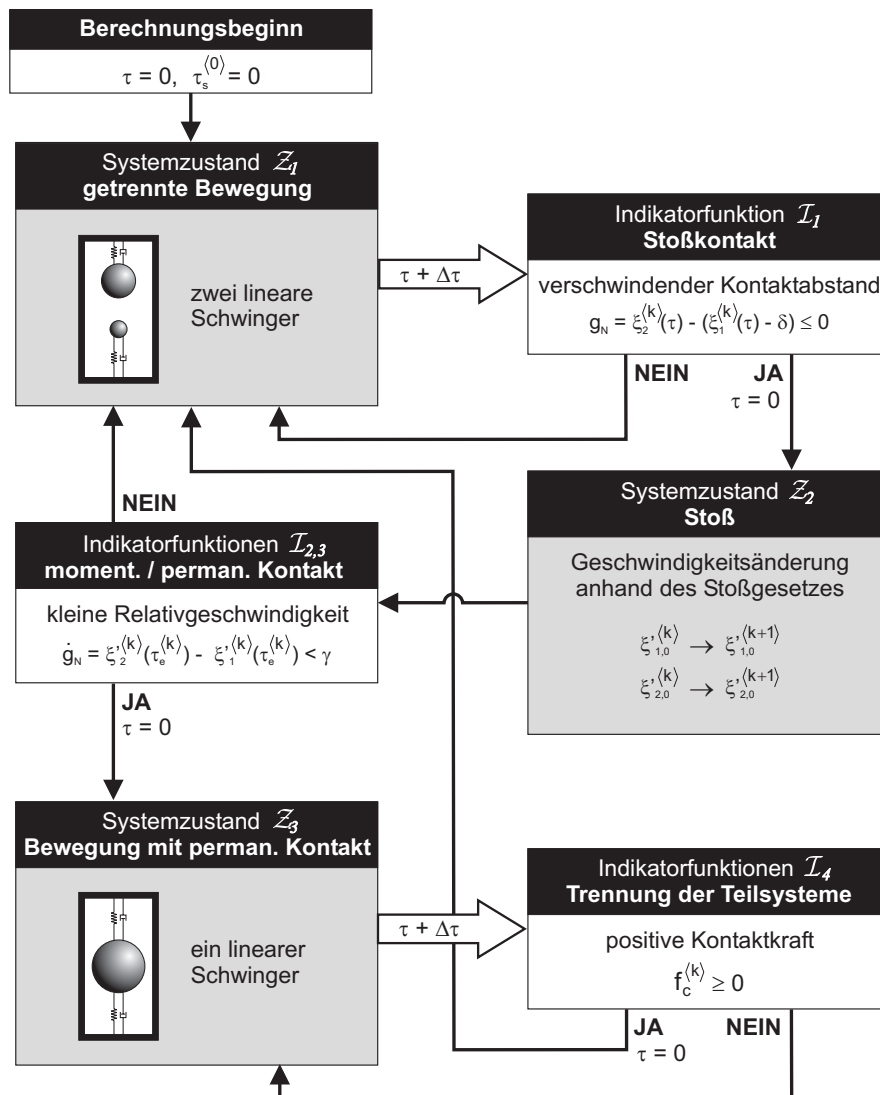 Berechnungsbeginn
τ = 0, τₛ⟨⁰⟩ = 0
Systemzustand 𝒵₁
getrennte Bewegung
zwei lineare
Schwinger
τ + Δτ
Indikatorfunktion ℐ₁
Stoßkontakt
verschwindender Kontaktabstand
g_N = ξ₂⟨ᵏ⟩(τ) - (ξ₁⟨ᵏ⟩(τ) - δ) ≤ 0
NEIN
JA
τ = 0
Systemzustand 𝒵₂
Stoß
Geschwindigkeitsänderung
anhand des Stoßgesetzes
ξ'₁,₀⟨ᵏ⟩ → ξ'₁,₀⟨ᵏ⁺¹⟩
ξ'₂,₀⟨ᵏ⟩ → ξ'₂,₀⟨ᵏ⁺¹⟩
NEIN
Indikatorfunktionen ℐ₂,₃
moment. / perman. Kontakt
kleine Relativgeschwindigkeit
ġ_N = ξ'₂⟨ᵏ⟩(τₑ⟨ᵏ⟩) - ξ'₁⟨ᵏ⟩(τₑ⟨ᵏ⟩) < γ
JA
τ = 0
Systemzustand 𝒵₃
Bewegung mit perman. Kontakt
ein linearer
Schwinger
τ + Δτ
Indikatorfunktionen ℐ₄
Trennung der Teilsysteme
positive Kontaktkraft
f_c⟨ᵏ⟩ ≥ 0
JA
τ = 0
NEIN